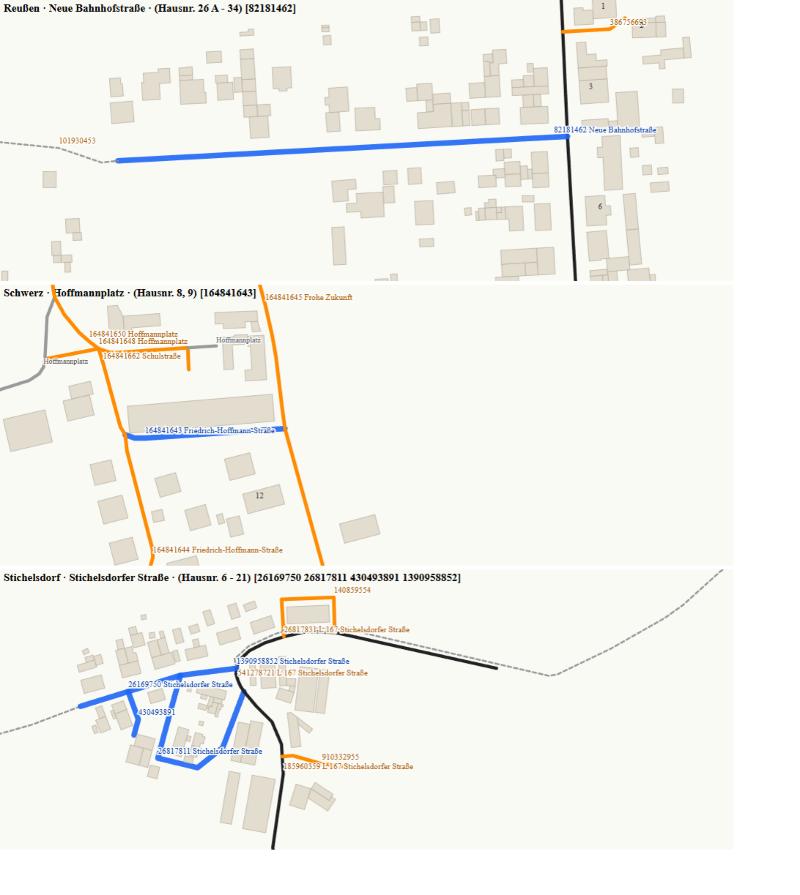 Reußen · Neue Bahnhofstraße · (Hausnr. 26 A - 34) [82181462]
1
386756693
2
3
82181462 Neue Bahnhofstraße
101930453
6
Schwerz · Hoffmannplatz · (Hausnr. 8, 9) [164841643]
164841645 Frohe Zukunft
164841650 Hoffmannplatz
164841648 Hoffmannplatz
Hoffmannplatz
164841662 Schulstraße
Hoffmannplatz
164841643 Friedrich-Hoffmann-Straße
12
164841644 Friedrich-Hoffmann-Straße
Stichelsdorf · Stichelsdorfer Straße · (Hausnr. 6 - 21) [26169750 26817811 430493891 1390958852]
140859554
26817831 L 167 Stichelsdorfer Straße
1390958852 Stichelsdorfer Straße
541278721 L 167 Stichelsdorfer Straße
26169750 Stichelsdorfer Straße
430493891
26817811 Stichelsdorfer Straße
910332955
185960359 L 167 Stichelsdorfer Straße